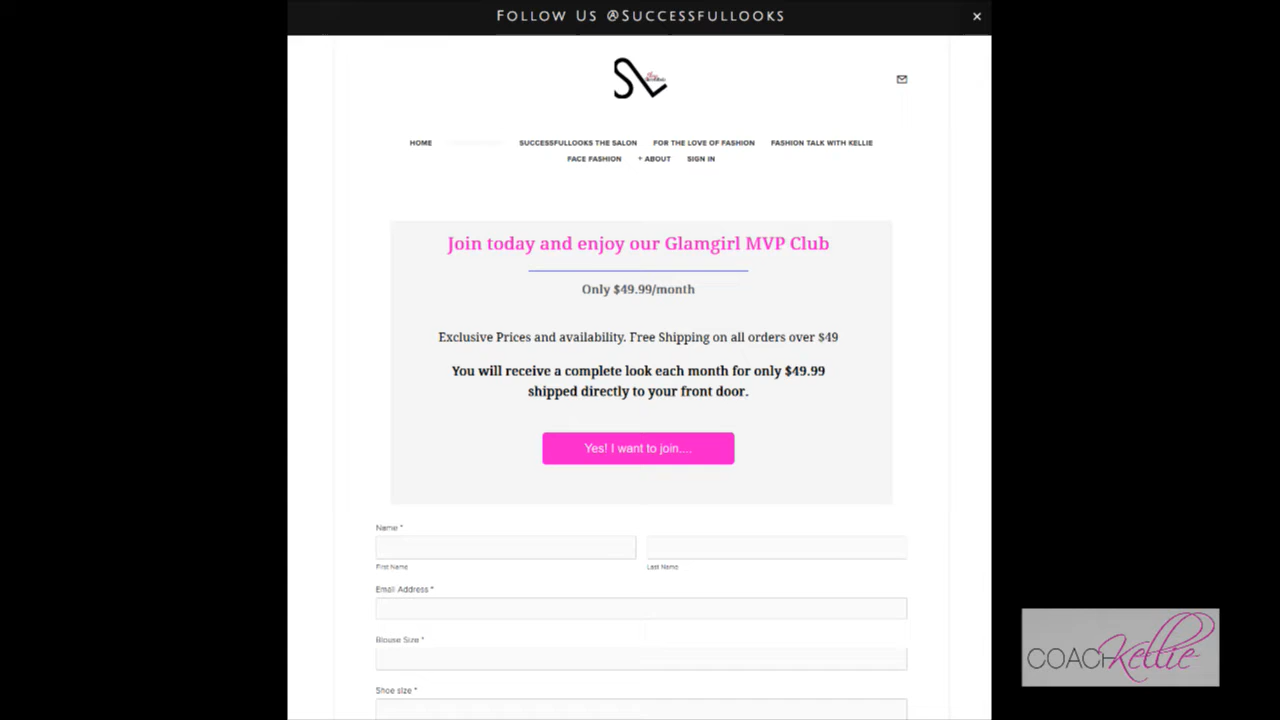 Follow Us @Successfullooks
×
SL
HOME
SUCCESSFULLOOKS THE SALON
FOR THE LOVE OF FASHION
FASHION TALK WITH KELLIE
FACE FASHION
+ ABOUT
SIGN IN
Join today and enjoy our Glamgirl MVP Club
Only $49.99/month
Exclusive Prices and availability. Free Shipping on all orders over $49
You will receive a complete look each month for only $49.99
shipped directly to your front door.
Yes! I want to join....
Name *
First Name
Last Name
Email Address *
Blouse Size *
Shoe size *
COACH Kellie